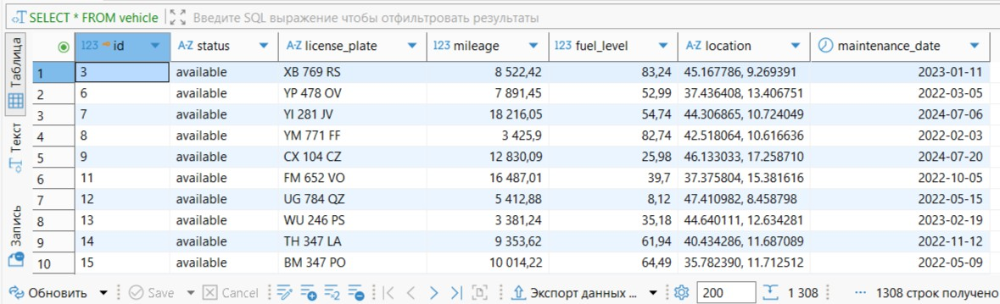 SELECT * FROM vehicle Введите SQL выражение чтобы отфильтровать результаты
Таблица
Текст
Запись
123 id A-Z status A-Z license_plate 123 mileage 123 fuel_level A-Z location maintenance_date
1 3 available XB 769 RS 8 522,42 83,24 45.167786, 9.269391 2023-01-11
2 6 available YP 478 OV 7 891,45 52,99 37.436408, 13.406751 2022-03-05
3 7 available YI 281 JV 18 216,05 54,74 44.306865, 10.724049 2024-07-06
4 8 available YM 771 FF 3 425,9 82,74 42.518064, 10.616636 2022-02-03
5 9 available CX 104 CZ 12 830,09 25,98 46.133033, 17.258710 2024-07-20
6 11 available FM 652 VO 16 487,01 39,7 37.375804, 15.381616 2022-10-05
7 12 available UG 784 QZ 5 412,88 8,12 47.410982, 8.458798 2022-05-15
8 13 available WU 246 PS 3 381,24 35,18 44.640111, 12.634281 2023-02-19
9 14 available TH 347 LA 9 353,62 61,94 40.434286, 11.687089 2022-11-12
10 15 available BM 347 PO 10 014,22 64,49 35.782390, 11.712512 2022-05-09
Обновить Save Cancel Экспорт данных ... 200 1 308 ... 1308 строк получено